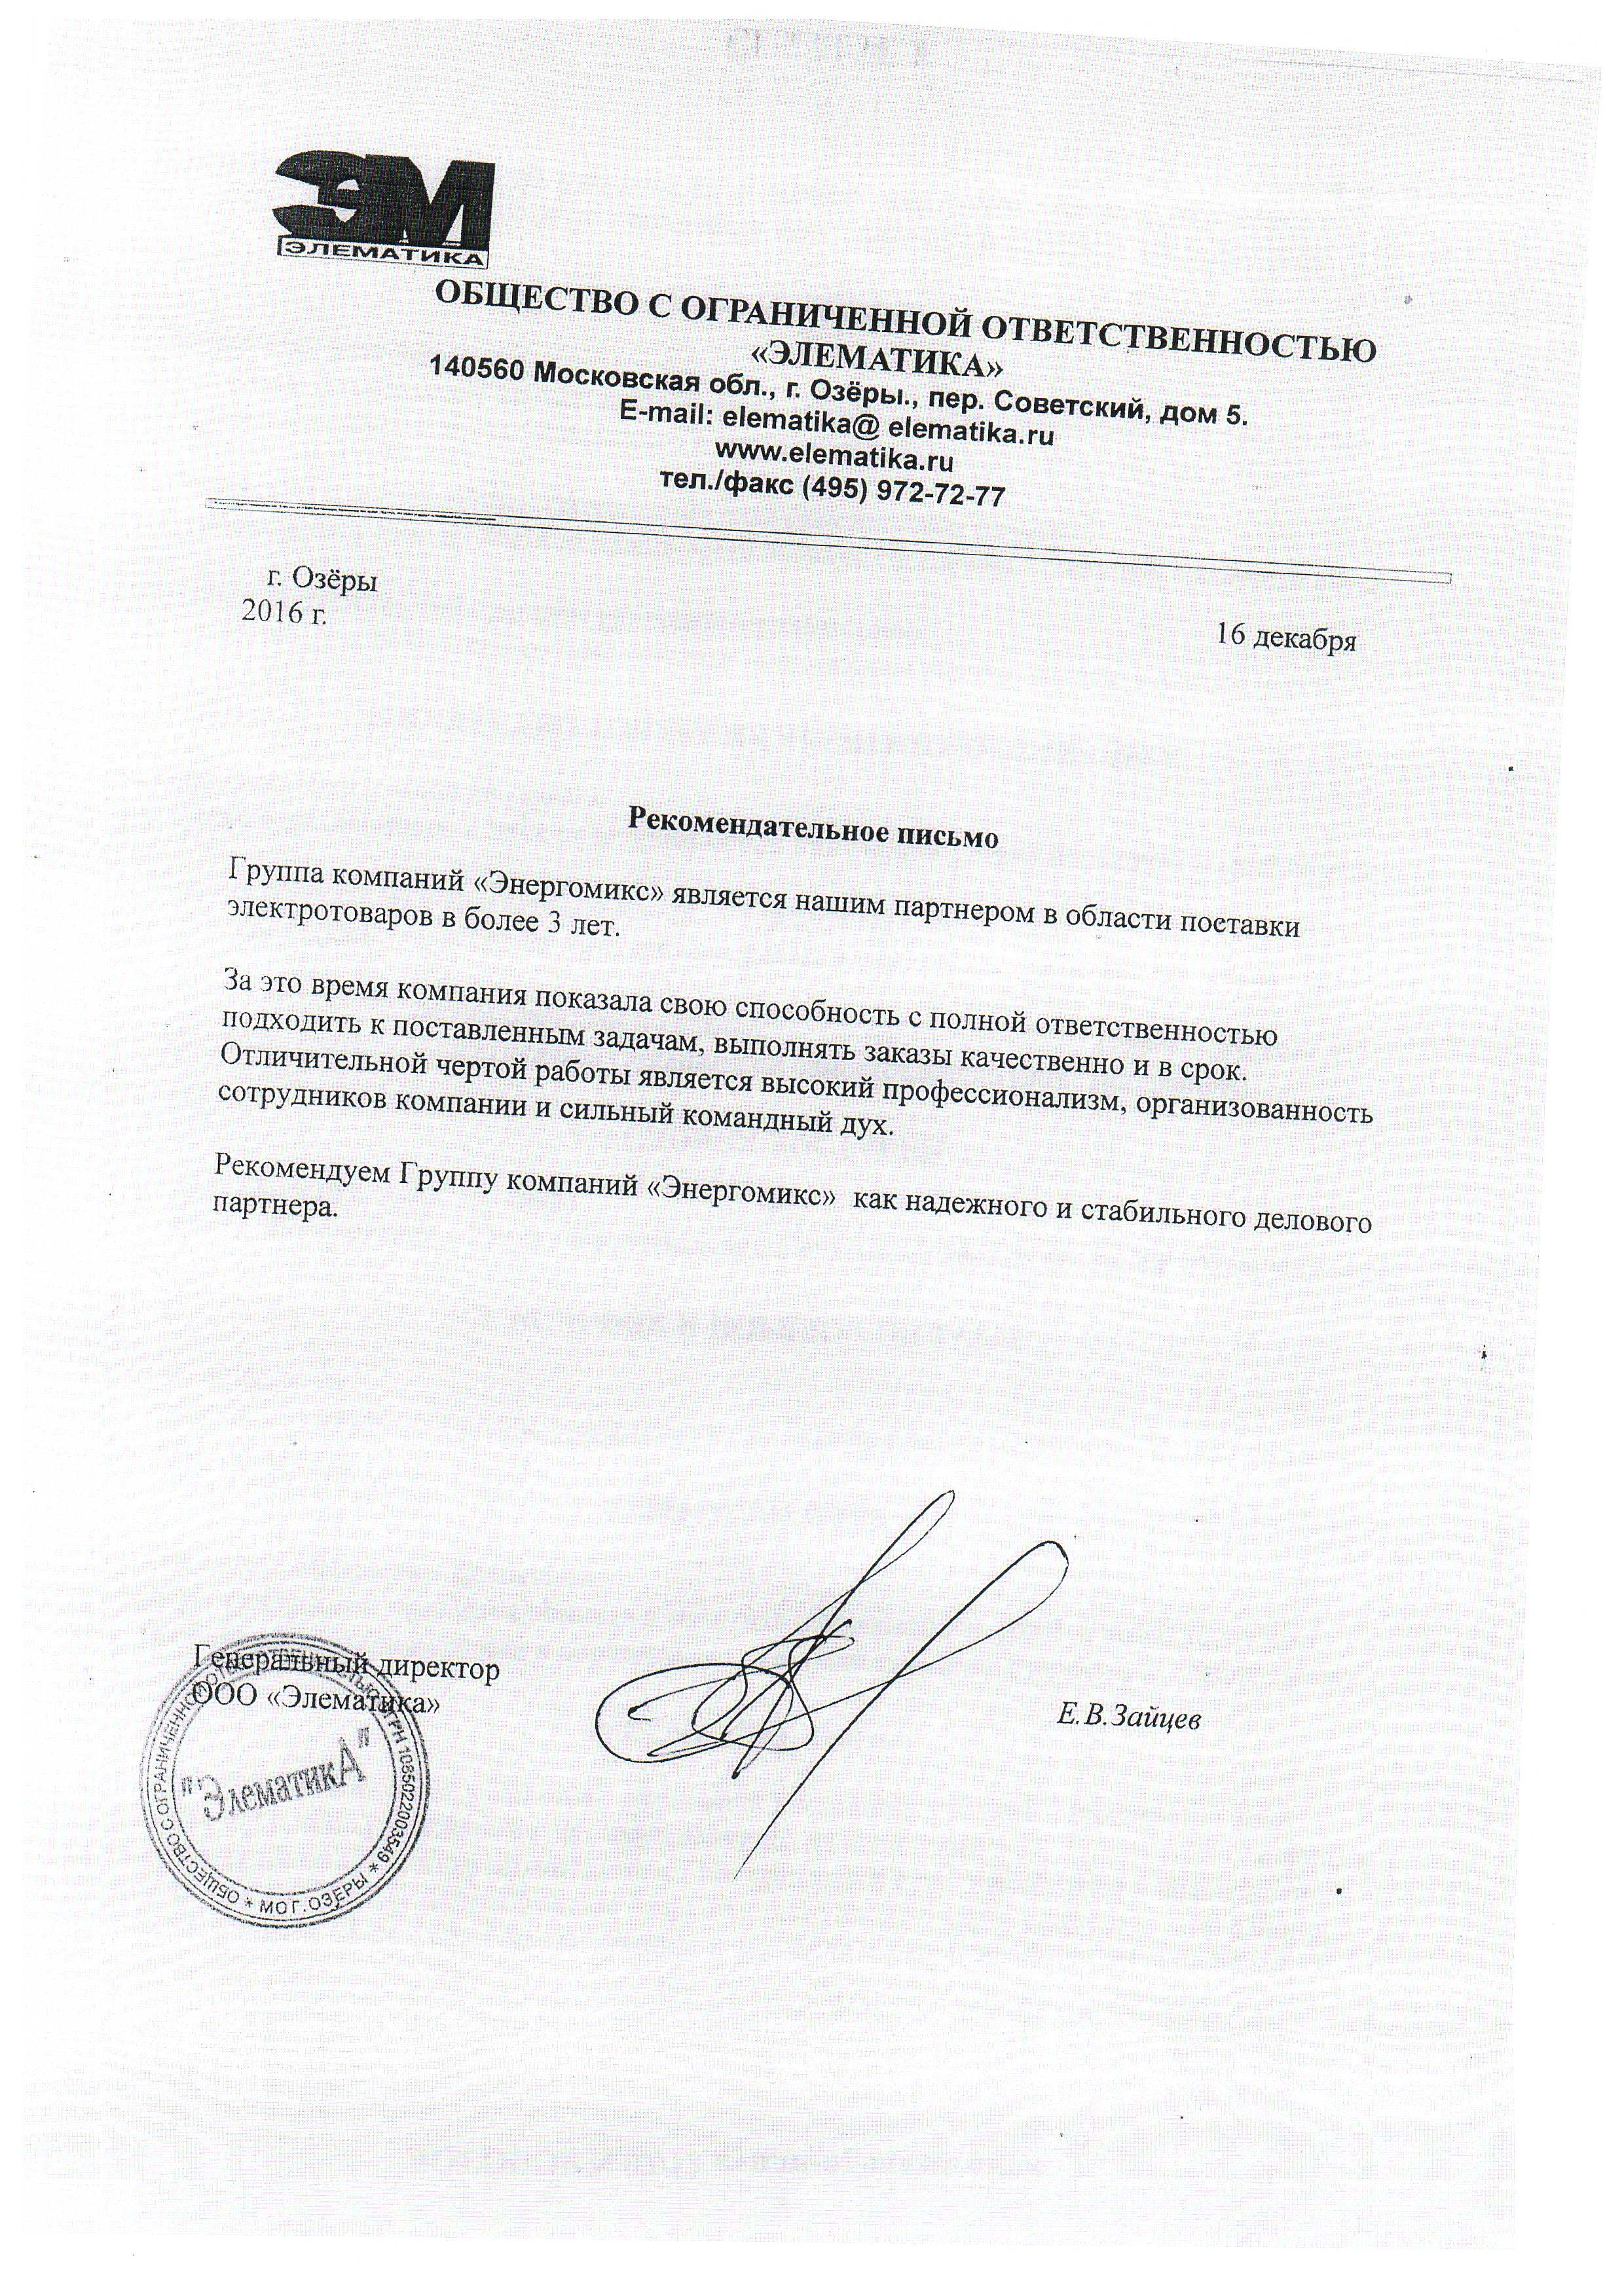 ЭМ
ЭЛЕМАТИКА
ОБЩЕСТВО С ОГРАНИЧЕННОЙ ОТВЕТСТВЕННОСТЬЮ
«ЭЛЕМАТИКА»
140560 Московская обл., г. Озёры., пер. Советский, дом 5.
E-mail: elematika@ elematika.ru
www.elematika.ru
тел./факс (495) 972-72-77
г. Озёры
2016 г.
16 декабря
Рекомендательное письмо
Группа компаний «Энергомикс» является нашим партнером в области поставки
электротоваров в более 3 лет.
За это время компания показала свою способность с полной ответственностью
подходить к поставленным задачам, выполнять заказы качественно и в срок.
Отличительной чертой работы является высокий профессионализм, организованность
сотрудников компании и сильный командный дух.
Рекомендуем Группу компаний «Энергомикс»  как надежного и стабильного делового
партнера.
Генеральный директор
ООО «Элематика»
Е.В.Зайцев
"ЭлематикА"
ОБЩЕСТВО С ОГРАНИЧЕННОЙ ОТВЕТСТВЕННОСТЬЮ ОГРН 1085022003549 * МО Г. ОЗЁРЫ *